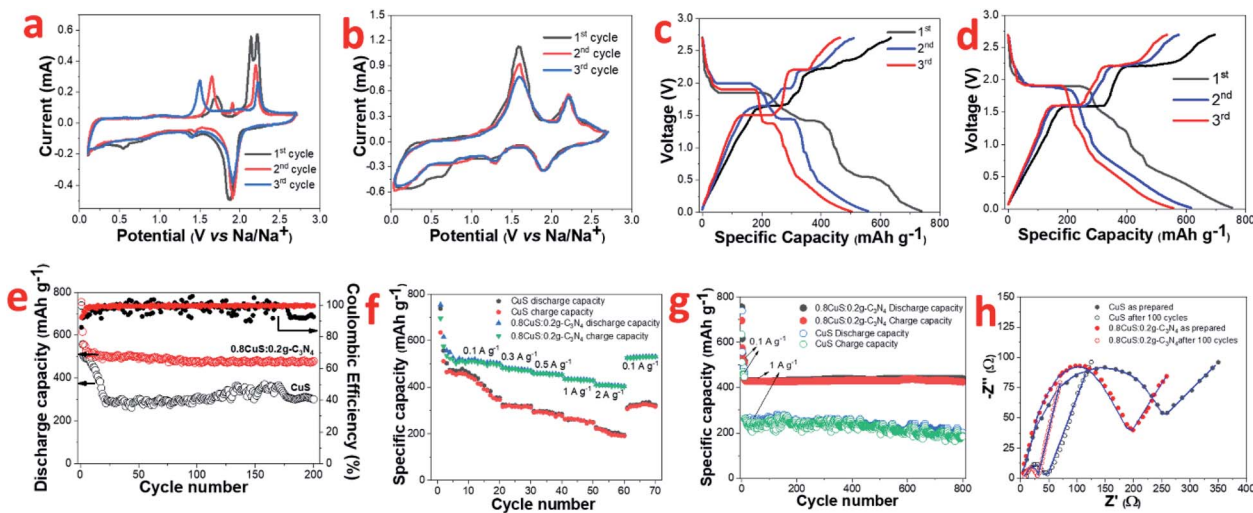 a
Current (mA)
0.6
0.4
0.2
0.0
-0.2
-0.4
1st cycle
2nd cycle
3rd cycle
0.0 0.5 1.0 1.5 2.0 2.5 3.0
Potential (V vs Na/Na+)
b
Current (mA)
1.5
1.2
0.9
0.6
0.3
0.0
-0.3
-0.6
1st cycle
2nd cycle
3rd cycle
0.0 0.5 1.0 1.5 2.0 2.5 3.0
Potential (V vs Na/Na+)
c
Voltage (V)
3.0
2.5
2.0
1.5
1.0
0.5
0.0
1st
2nd
3rd
0 200 400 600 800
Specific Capacity (mAh g-1)
d
Voltage (V)
3.0
2.5
2.0
1.5
1.0
0.5
0.0
1st
2nd
3rd
0 200 400 600 800
Specific Capacity (mAh g-1)
e
Discharge capacity (mAh g-1)
800
700
600
500
400
300
200
100
0
0.8CuS:0.2g-C3N4
CuS
100
80
60
40
20
0
Coulombic Efficiency (%)
0 50 100 150 200
Cycle number
f
Specific capacity (mAh g-1)
800
700
600
500
400
300
200
100
0
CuS discharge capacity
CuS charge capacity
0.8CuS:0.2g-C3N4 discharge capacity
0.8CuS:0.2g-C3N4 charge capacity
0.1 A g-1
0.3 A g-1
0.5 A g-1
1 A g-1
2 A g-1
0.1 A g-1
0 10 20 30 40 50 60 70
Cycle number
g
Specific capacity (mAh g-1)
1000
800
600
400
200
0
0.8CuS:0.2g-C3N4 Discharge capacity
0.8CuS:0.2g-C3N4 Charge capacity
CuS Discharge capacity
CuS Charge capacity
0.1 A g-1
1 A g-1
0 200 400 600 800
Cycle number
h
-Z'' (Ω)
150
125
100
75
50
25
0
CuS as prepared
CuS after 100 cycles
0.8CuS:0.2g-C3N4 as prepared
0.8CuS:0.2g-C3N4 after 100 cycles
0 50 100 150 200 250 300 350
Z' (Ω)